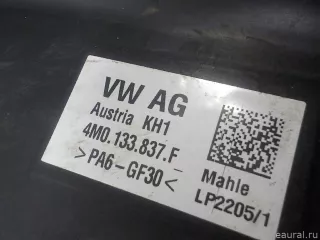 VW AG
Austria KH1
4M0.133.837.F
>PA6-GF30<
Mahle
LP2205/1
eaural.ru